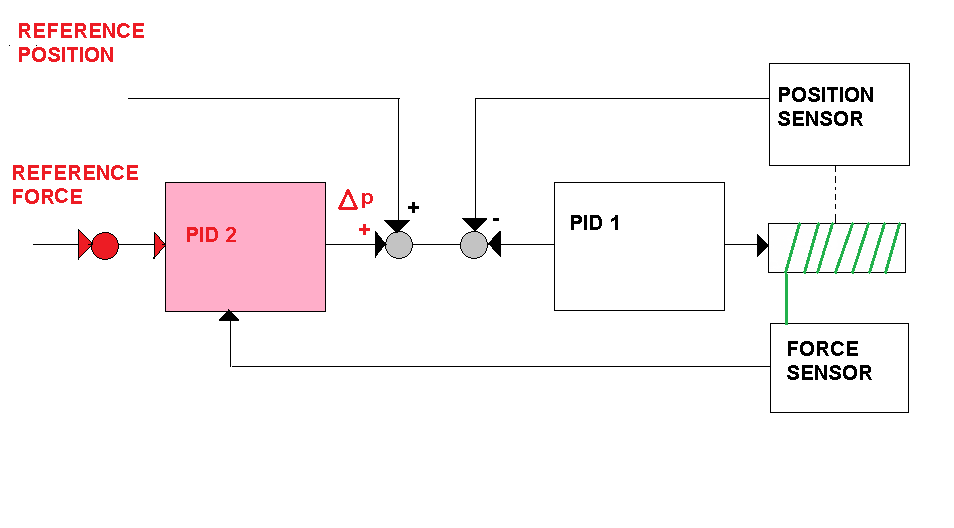 REFERENCE
POSITION
POSITION
SENSOR
REFERENCE
FORCE
Δp
+
+
-
PID 2
PID 1
FORCE
SENSOR